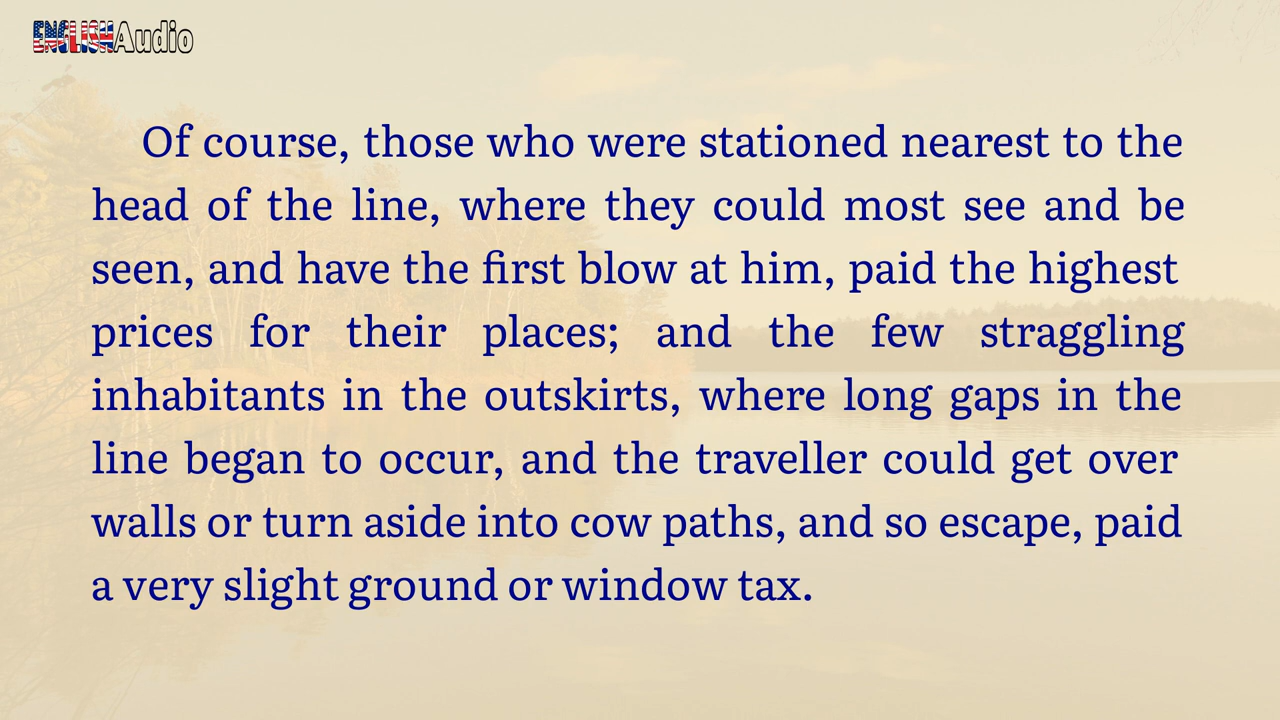 ENGLISHAudio
Of course, those who were stationed nearest to the
head of the line, where they could most see and be
seen, and have the first blow at him, paid the highest
prices for their places; and the few straggling
inhabitants in the outskirts, where long gaps in the
line began to occur, and the traveller could get over
walls or turn aside into cow paths, and so escape, paid
a very slight ground or window tax.